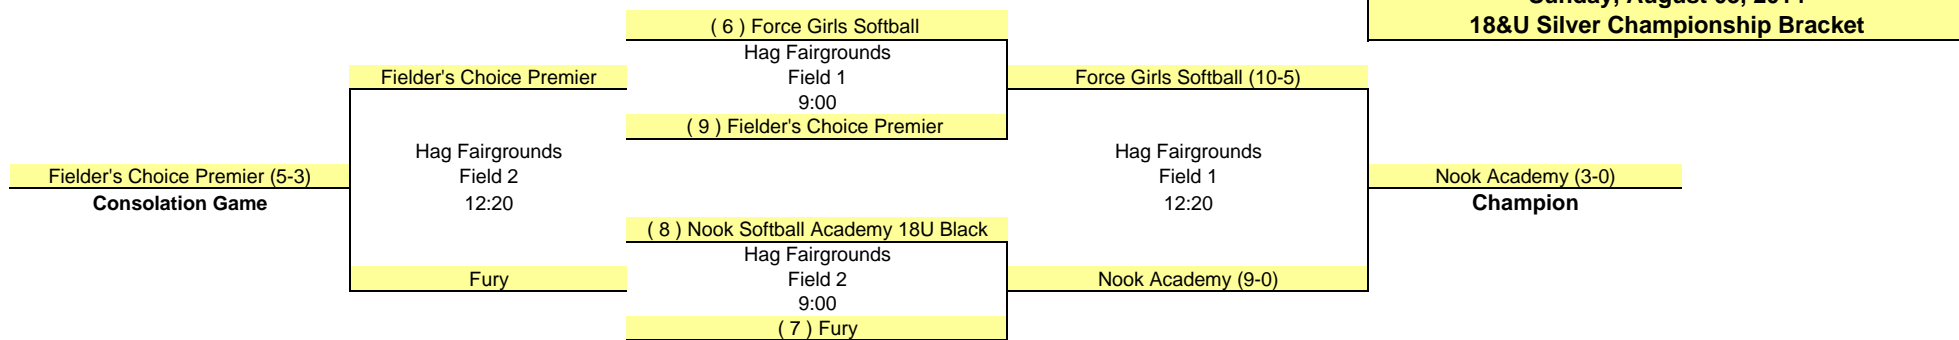 18&U Silver Championship Bracket
( 6 ) Force Girls Softball
Hag Fairgrounds
Field 1
9:00
( 9 ) Fielder's Choice Premier
Fielder's Choice Premier
Force Girls Softball (10-5)
Hag Fairgrounds
Field 2
12:20
Hag Fairgrounds
Field 1
12:20
Fielder's Choice Premier (5-3)
Consolation Game
Nook Academy (3-0)
Champion
( 8 ) Nook Softball Academy 18U Black
Hag Fairgrounds
Field 2
9:00
( 7 ) Fury
Fury
Nook Academy (9-0)